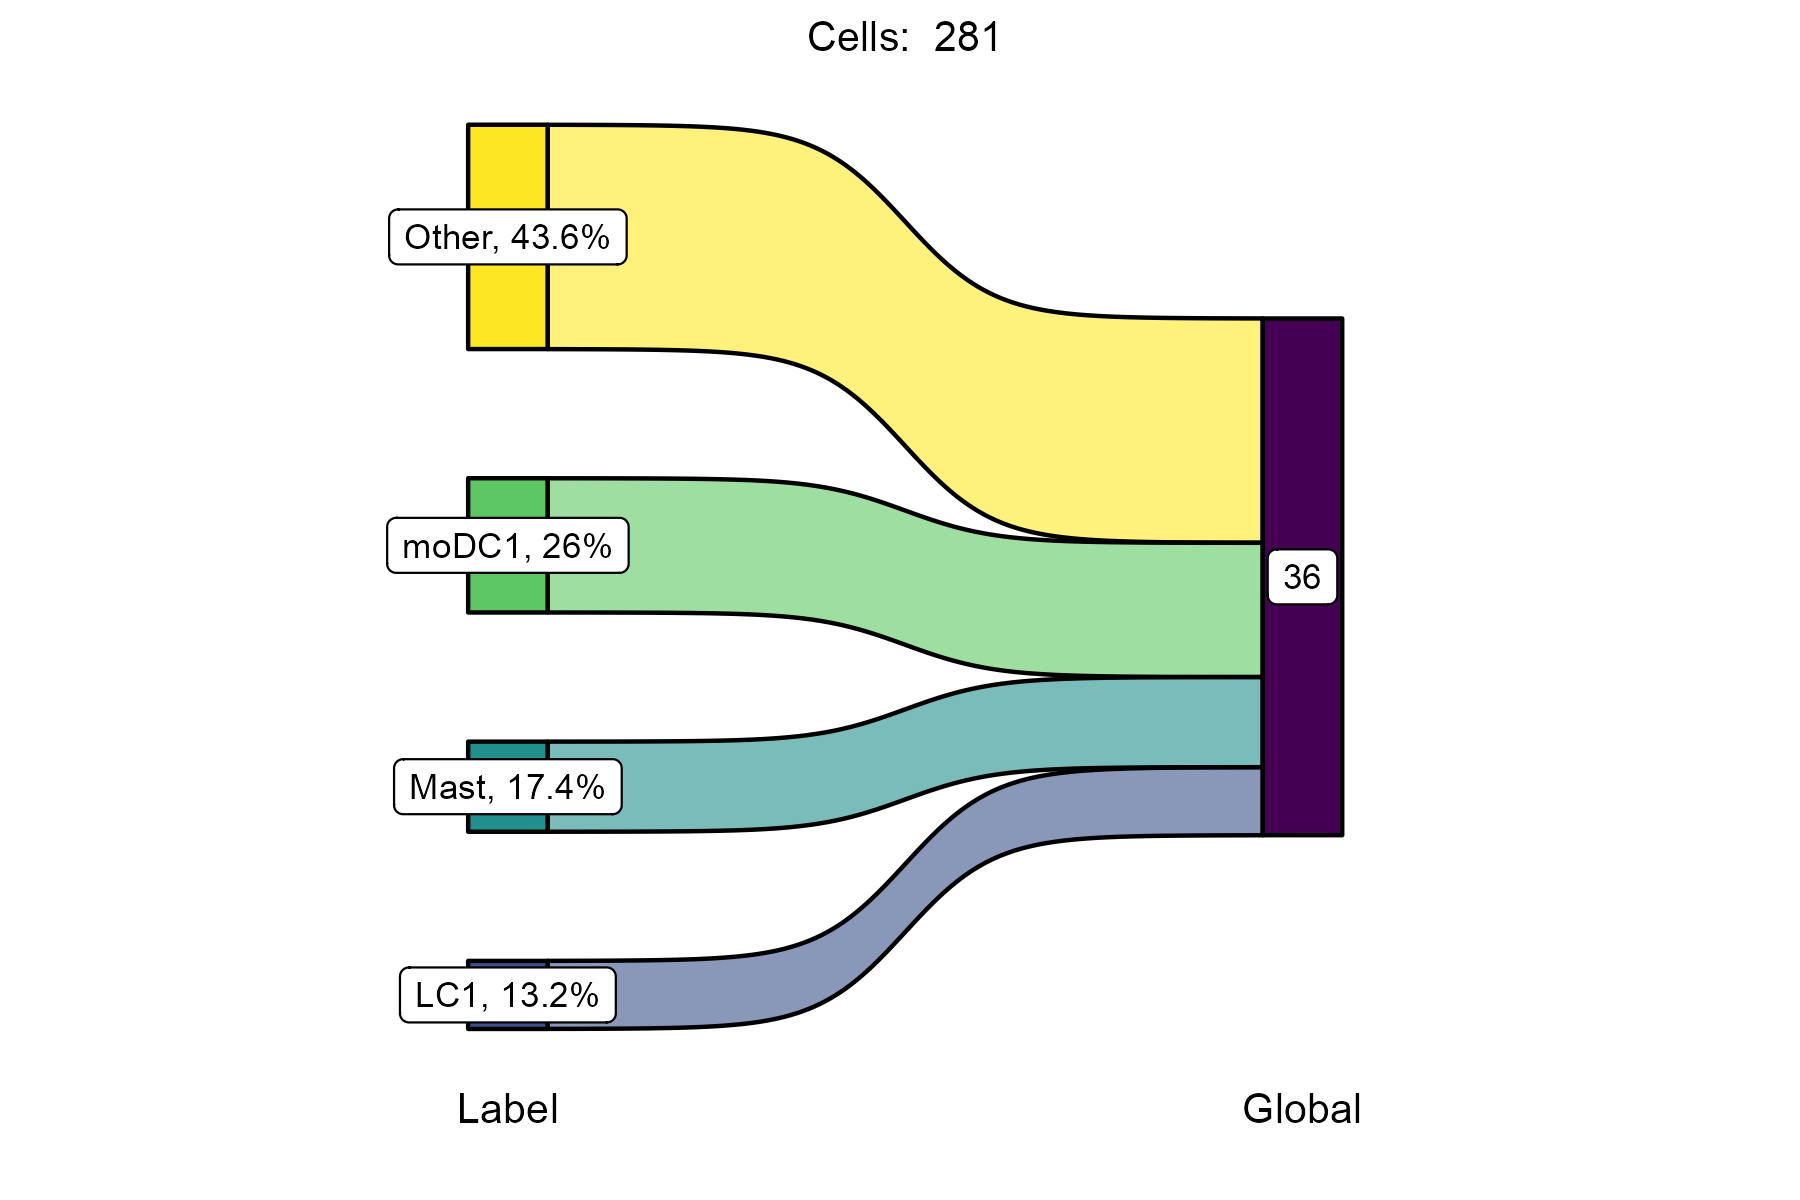 Cells:  281
Other, 43.6%
moDC1, 26%
36
Mast, 17.4%
LC1, 13.2%
Label
Global